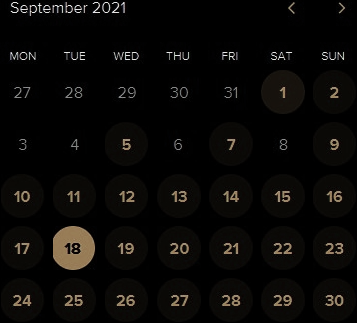 September 2021
MON TUE WED THU FRI SAT SUN
27 28 29 30 31 1 2
3 4 5 6 7 8 9
10 11 12 13 14 15 16
17 18 19 20 21 22 23
24 25 26 27 28 29 30